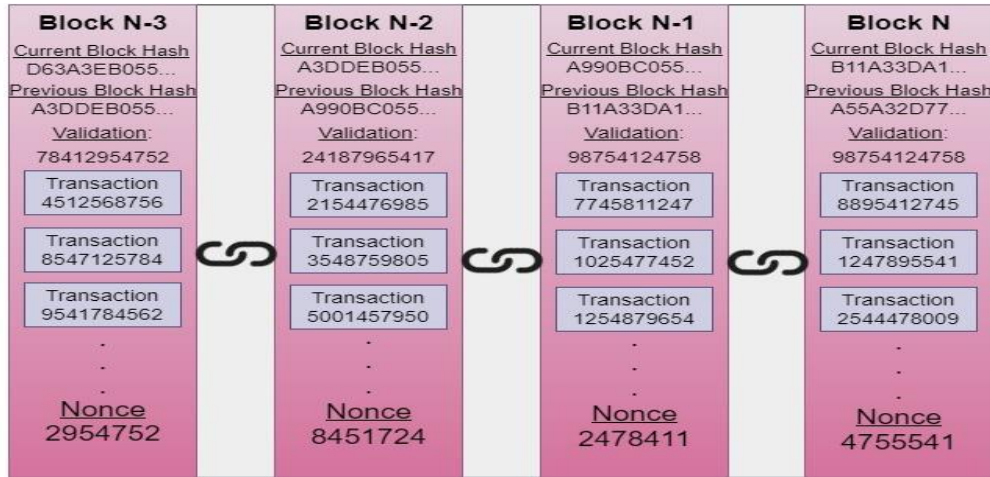 Block N-3
Current Block Hash
D63A3EB055...
Previous Block Hash
A3DDEB055...
Validation:
78412954752
Transaction
4512568756
Transaction
8547125784
Transaction
9541784562
.
.
.
Nonce
2954752
Block N-2
Current Block Hash
A3DDEB055...
Previous Block Hash
A990BC055...
Validation:
24187965417
Transaction
2154476985
Transaction
3548759805
Transaction
5001457950
.
.
.
Nonce
8451724
Block N-1
Current Block Hash
A990BC055...
Previous Block Hash
B11A33DA1...
Validation:
98754124758
Transaction
7745811247
Transaction
1025477452
Transaction
1254879654
.
.
.
Nonce
2478411
Block N
Current Block Hash
B11A33DA1...
Previous Block Hash
A55A32D77...
Validation:
98754124758
Transaction
8895412745
Transaction
1247895541
Transaction
2544478009
.
.
.
Nonce
4755541